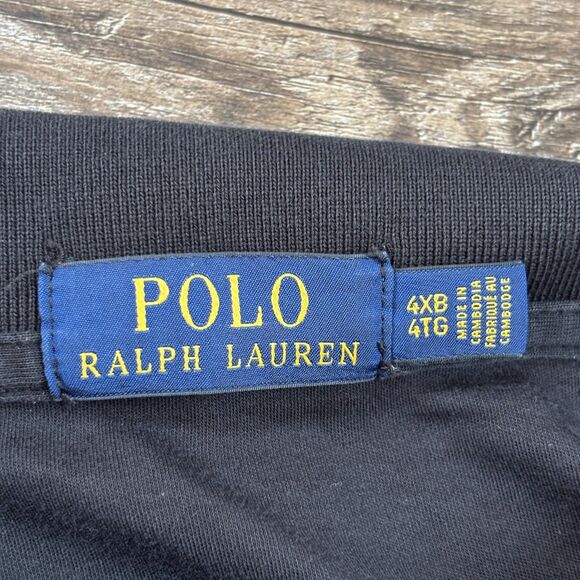 POLO
RALPH LAUREN
4XB
4TG
MADE IN
CAMBODIA
FABRIQUÉ AU
CAMBODGE